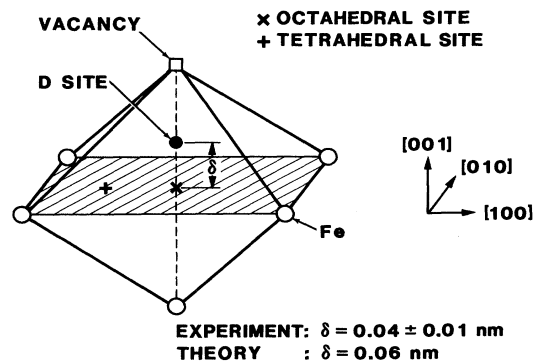 VACANCY
× OCTAHEDRAL SITE
+ TETRAHEDRAL SITE
D SITE
δ
[001]
[010]
[100]
Fe
EXPERIMENT: δ = 0.04 ± 0.01 nm
THEORY : δ = 0.06 nm